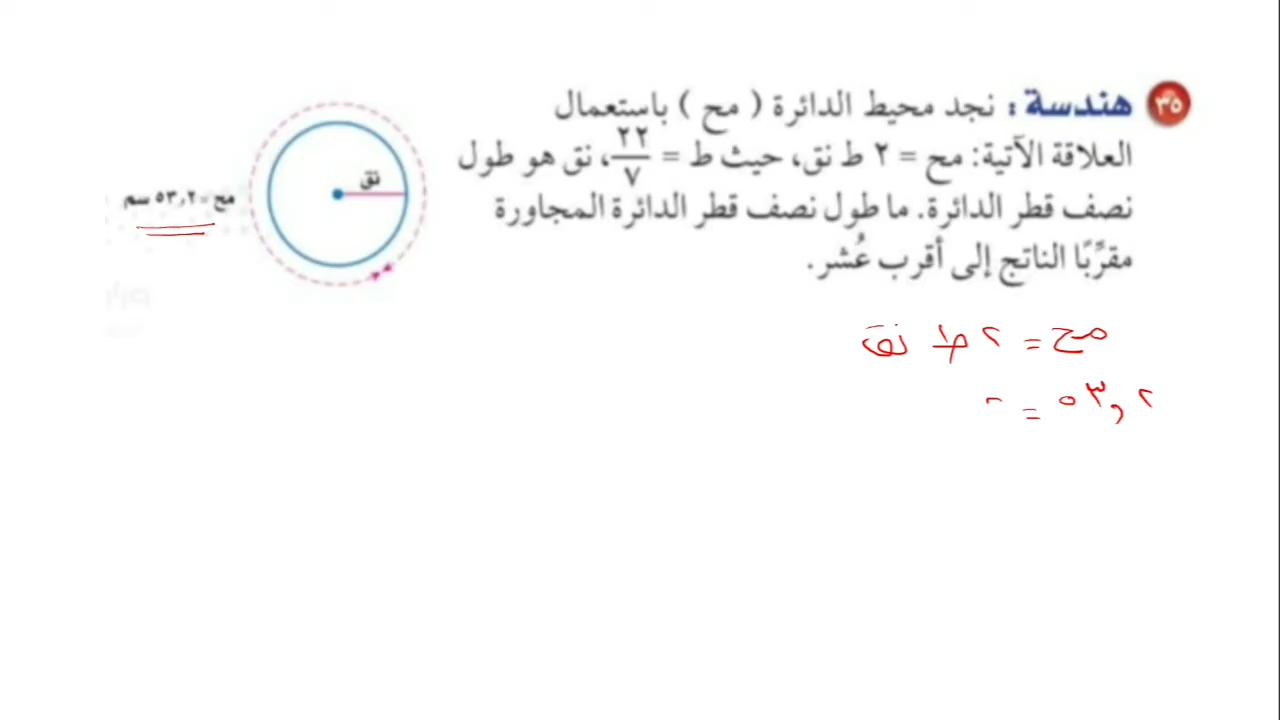 ٣٥ هندسة: نجد محيط الدائرة ( مح ) باستعمال
العلاقة الآتية: مح = ٢ ط نق، حيث ط = ٢٢/٧، نق هو طول
نصف قطر الدائرة. ما طول نصف قطر الدائرة المجاورة
مقرِّبًا الناتج إلى أقرب عُشر.
نق
مح = ٥٣,٢ سم
مح = ٢ ط نق
٥٣,٢ =